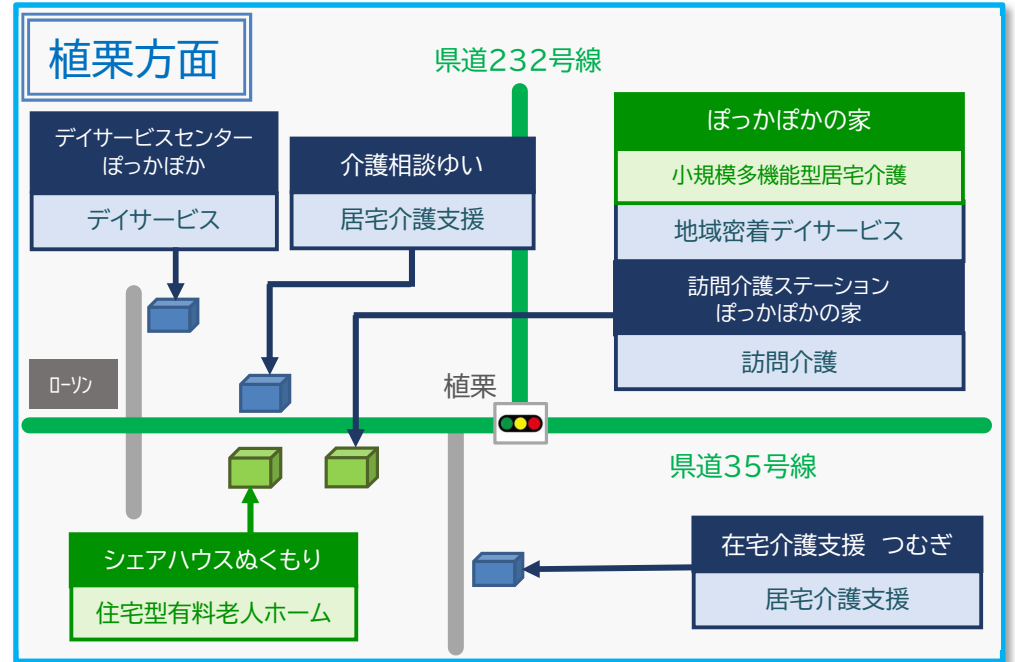 植栗方面
県道232号線
デイサービスセンター
ぽっかぽか
デイサービス
介護相談ゆい
居宅介護支援
ぽっかぽかの家
小規模多機能型居宅介護
地域密着デイサービス
訪問介護ステーション
ぽっかぽかの家
訪問介護
ﾛｰｿﾝ
植栗
県道35号線
シェアハウスぬくもり
住宅型有料老人ホーム
在宅介護支援　つむぎ
居宅介護支援